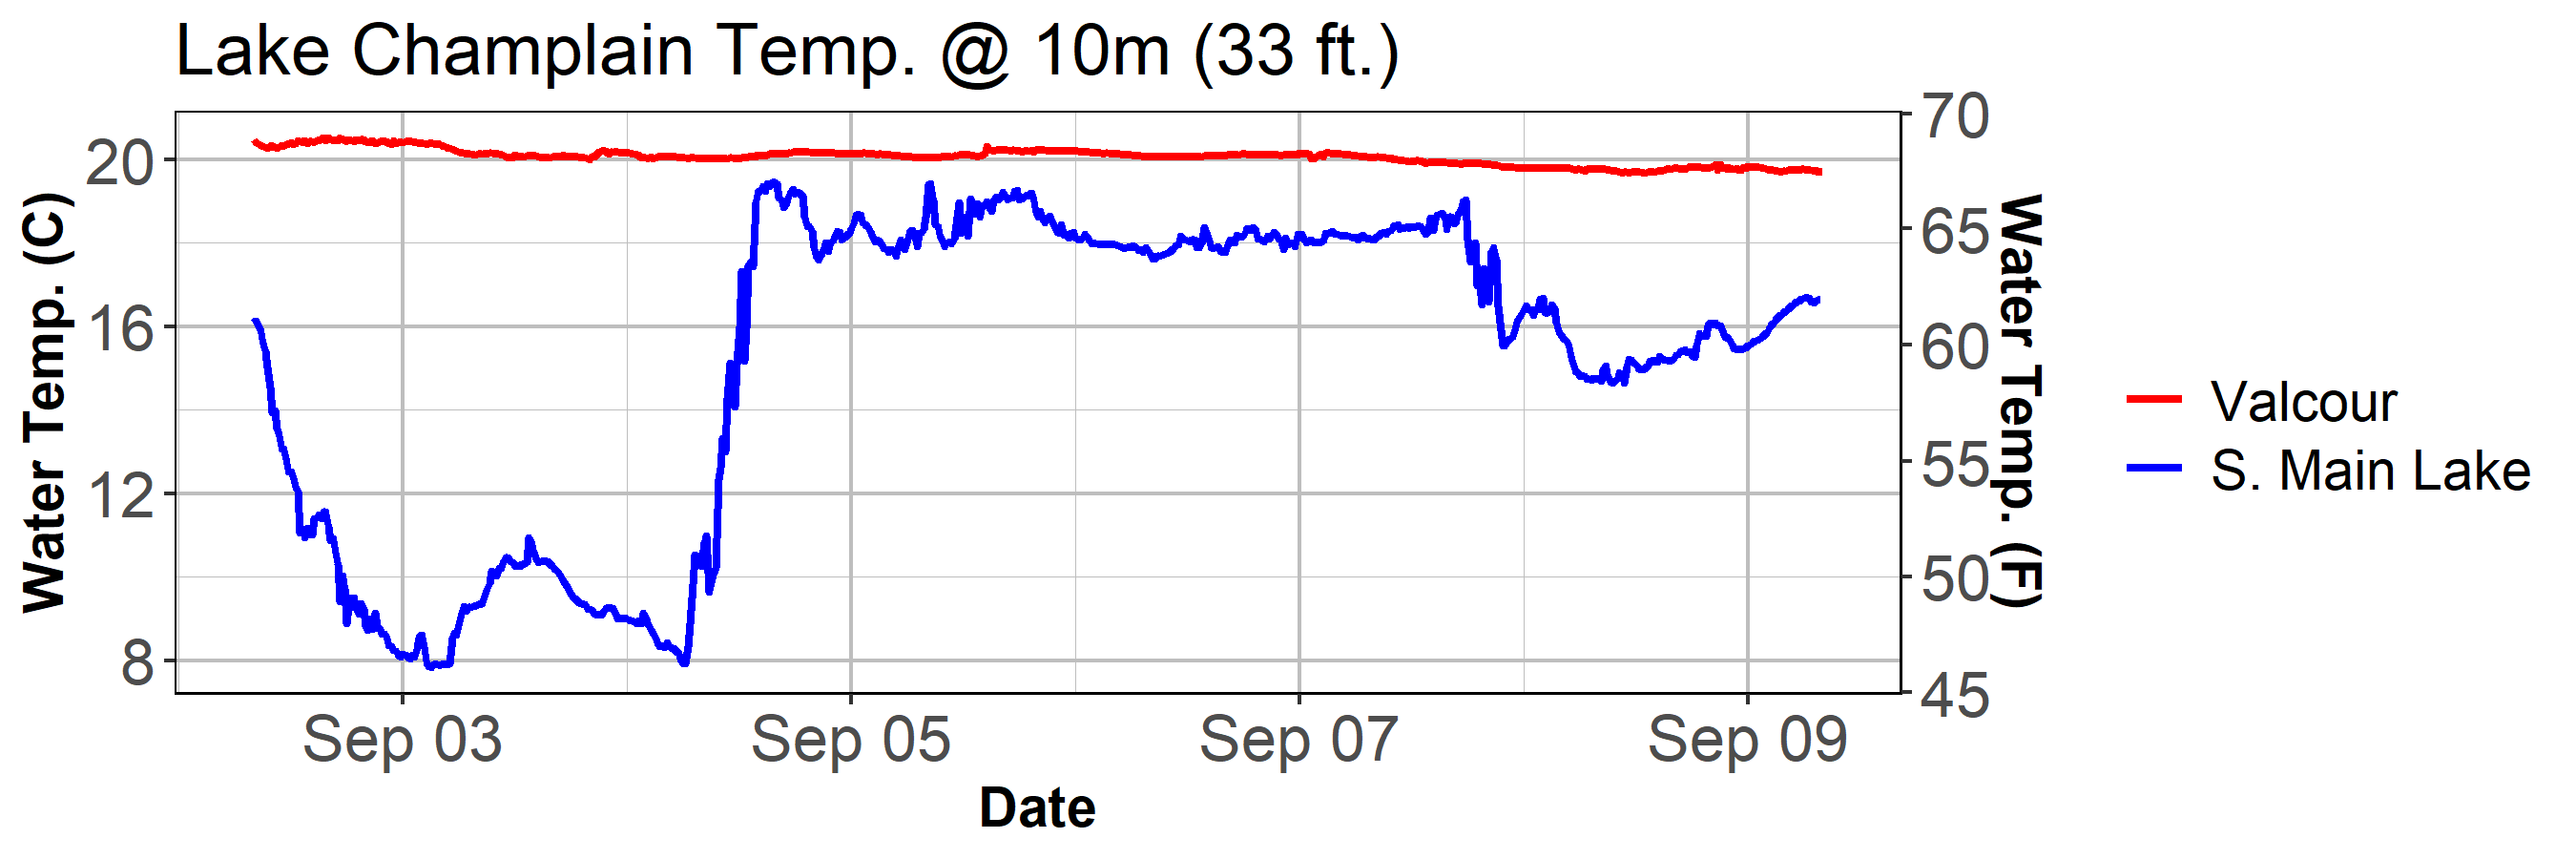 Lake Champlain Temp. @ 10m (33 ft.)
Water Temp. (C)
20
16
12
8
70
65
60
55
50
45
Water Temp. (F)
Sep 03
Sep 05
Sep 07
Sep 09
Date
Valcour
S. Main Lake